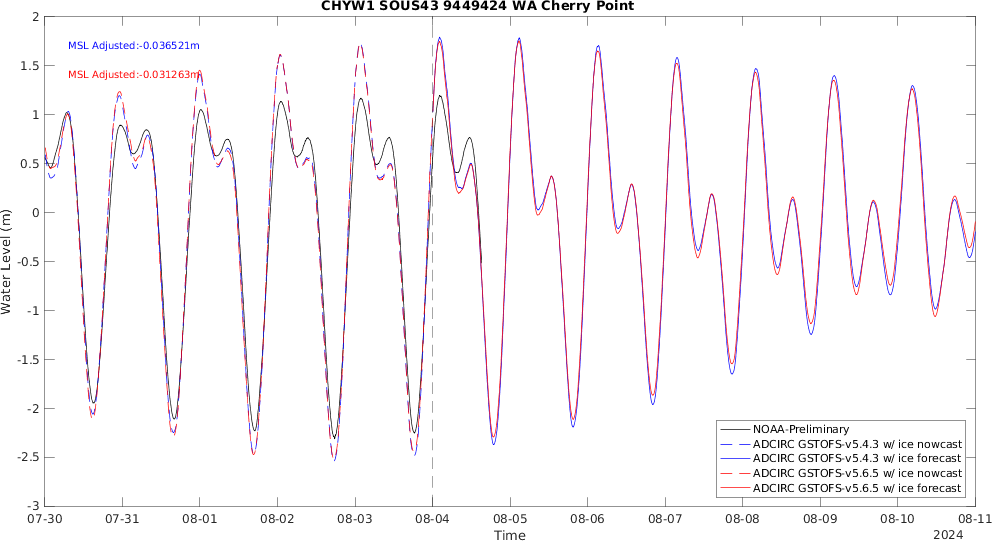 CHYW1 SOUS43 9449424 WA Cherry Point
MSL Adjusted:-0.036521m
MSL Adjusted:-0.031263m
2
1.5
1
0.5
0
-0.5
-1
-1.5
-2
-2.5
-3
Water Level (m)
NOAA-Preliminary
ADCIRC GSTOFS-v5.4.3 w/ ice nowcast
ADCIRC GSTOFS-v5.4.3 w/ ice forecast
ADCIRC GSTOFS-v5.6.5 w/ ice nowcast
ADCIRC GSTOFS-v5.6.5 w/ ice forecast
07-30 07-31 08-01 08-02 08-03 08-04 08-05 08-06 08-07 08-08 08-09 08-10 08-11
Time
2024